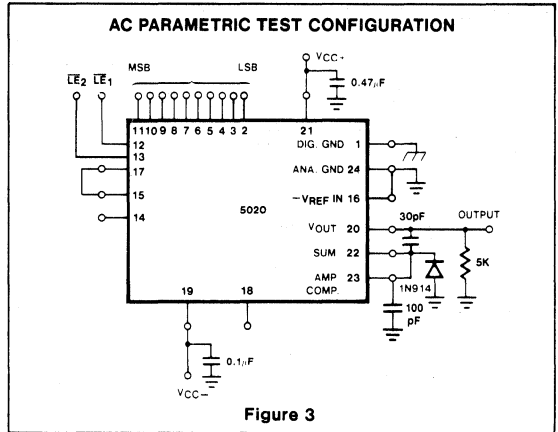 AC PARAMETRIC TEST CONFIGURATION
LE2 LE1
MSB LSB
VCC+
0.47µF
11 10 9 8 7 6 5 4 3 2
21
12
13
17
15
14
5020
DIG. GND 1
ANA. GND 24
−VREF IN 16
VOUT 20
SUM 22
AMP 23
COMP.
30pF
OUTPUT
1N914
5K
100
pF
19
18
0.1µF
VCC−
Figure 3